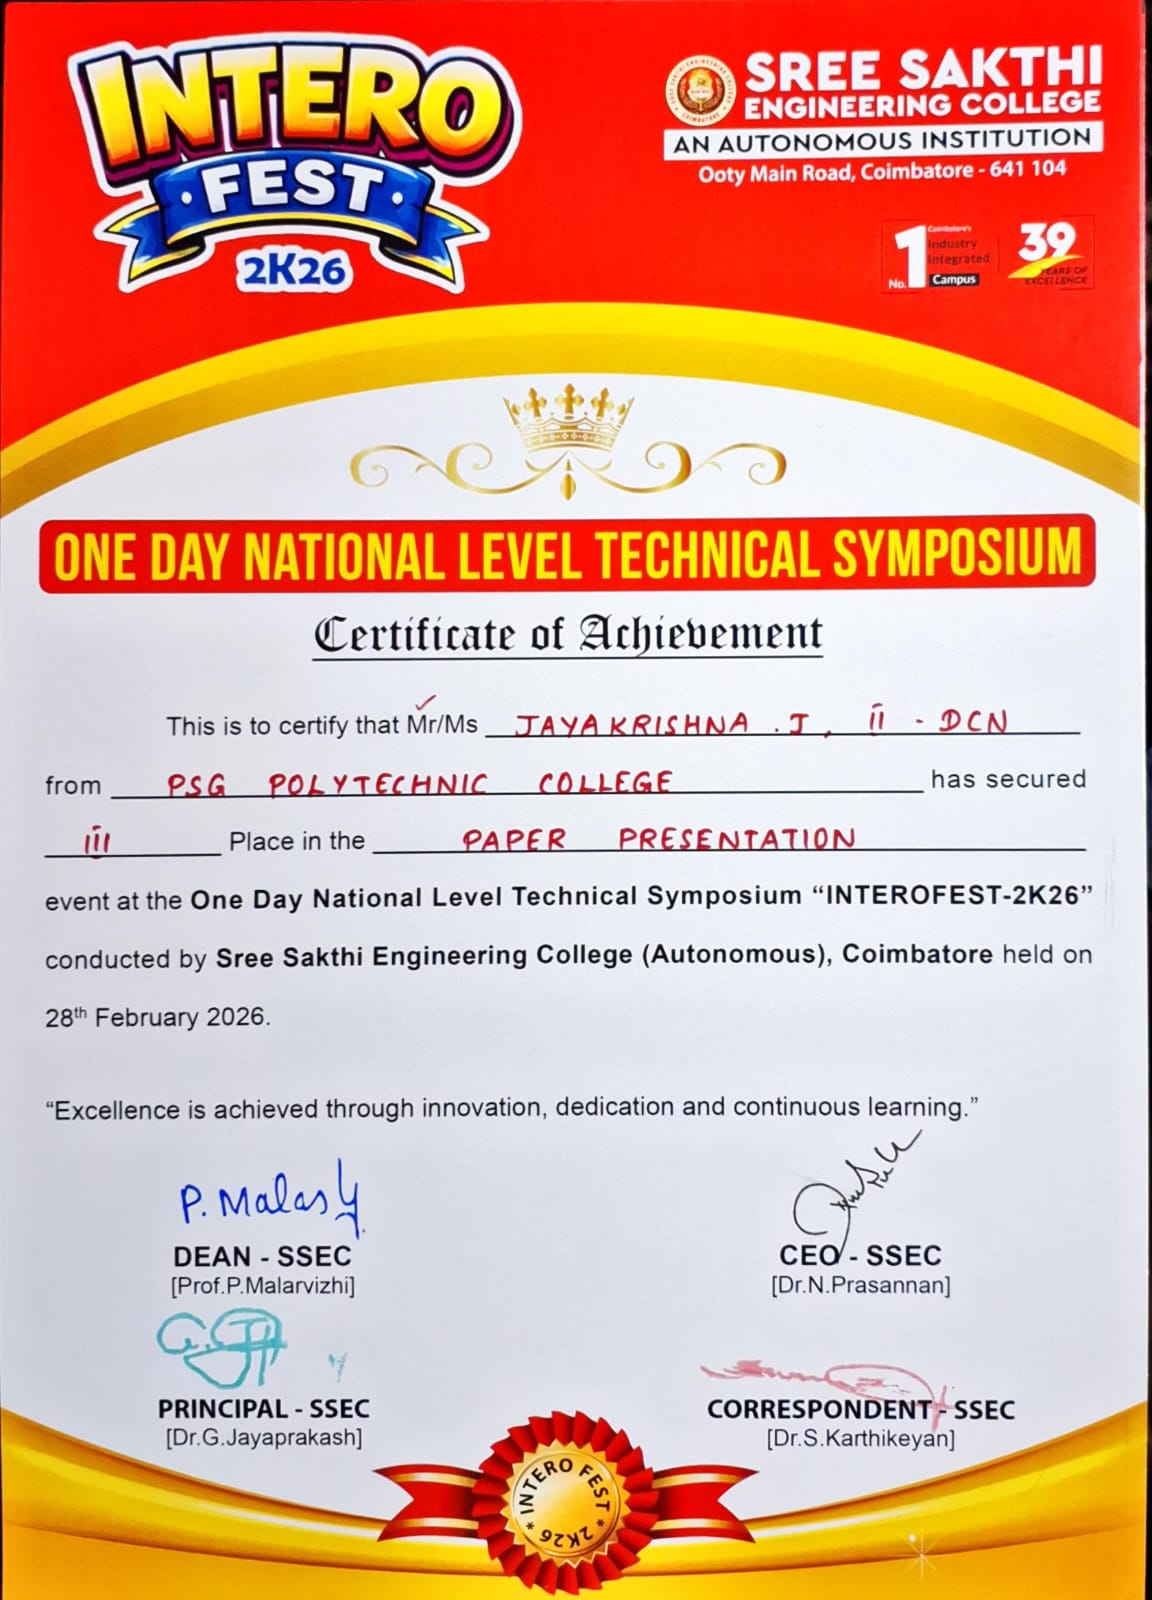 INTERO
FEST
2K26
SREE SAKTHI
ENGINEERING COLLEGE
AN AUTONOMOUS INSTITUTION
Ooty Main Road, Coimbatore - 641 104
No.1 Coimbatore's
Industry
Integrated
Campus
39
YEARS OF
EXCELLENCE
ONE DAY NATIONAL LEVEL TECHNICAL SYMPOSIUM
Certificate of Achievement
This is to certify that Mr/Ms JAYAKRISHNA . J, II - DCN
from PSG POLYTECHNIC COLLEGE has secured
III Place in the PAPER PRESENTATION
event at the One Day National Level Technical Symposium “INTEROFEST-2K26”
conducted by Sree Sakthi Engineering College (Autonomous), Coimbatore held on
28th February 2026.
“Excellence is achieved through innovation, dedication and continuous learning.”
P. Malar
DEAN - SSEC
[Prof.P.Malarvizhi]
CEO - SSEC
[Dr.N.Prasannan]
PRINCIPAL - SSEC
[Dr.G.Jayaprakash]
CORRESPONDENT - SSEC
[Dr.S.Karthikeyan]
INTERO FEST
* 2K26 *